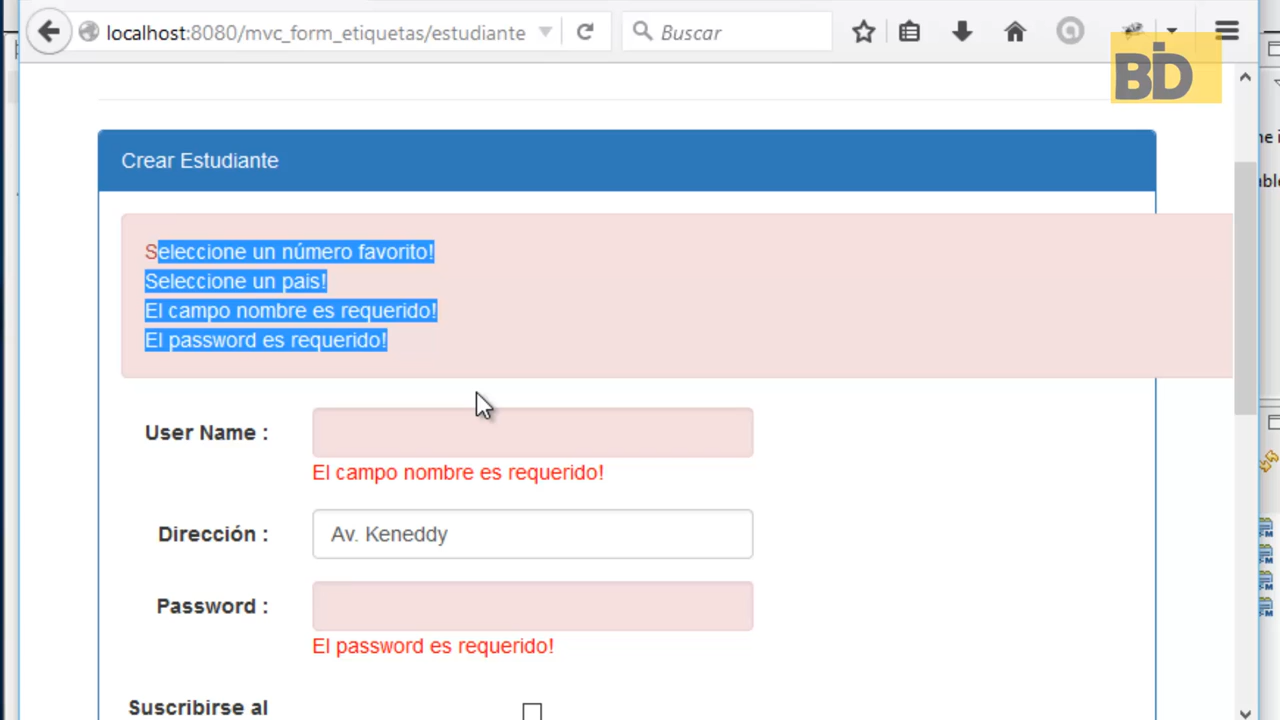 localhost:8080/mvc_form_etiquetas/estudiante
Buscar
BD
Crear Estudiante
Seleccione un número favorito!
Seleccione un pais!
El campo nombre es requerido!
El password es requerido!
User Name :
El campo nombre es requerido!
Dirección :
Av. Keneddy
Password :
El password es requerido!
Suscribirse al